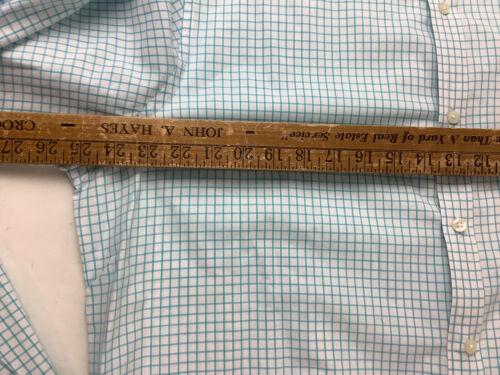 CROO — JOHN A. HAYES — "e Than A Yard of Real Estate Service"
27 26 25 24 23 22 21 20 19 18 17 16 15 14 13 12